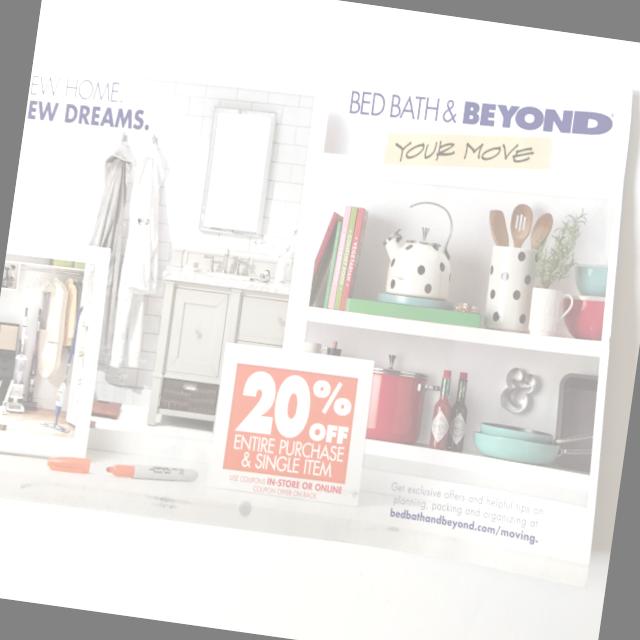 EW HOME.
EW DREAMS.
BED BATH & BEYOND
YOUR MOVE
20% OFF
ENTIRE PURCHASE
& SINGLE ITEM
USE COUPONS IN-STORE OR ONLINE
COUPON OFFER ON BACK
Get exclusive offers and helpful tips on
planning, packing and organizing at
bedbathandbeyond.com/moving.